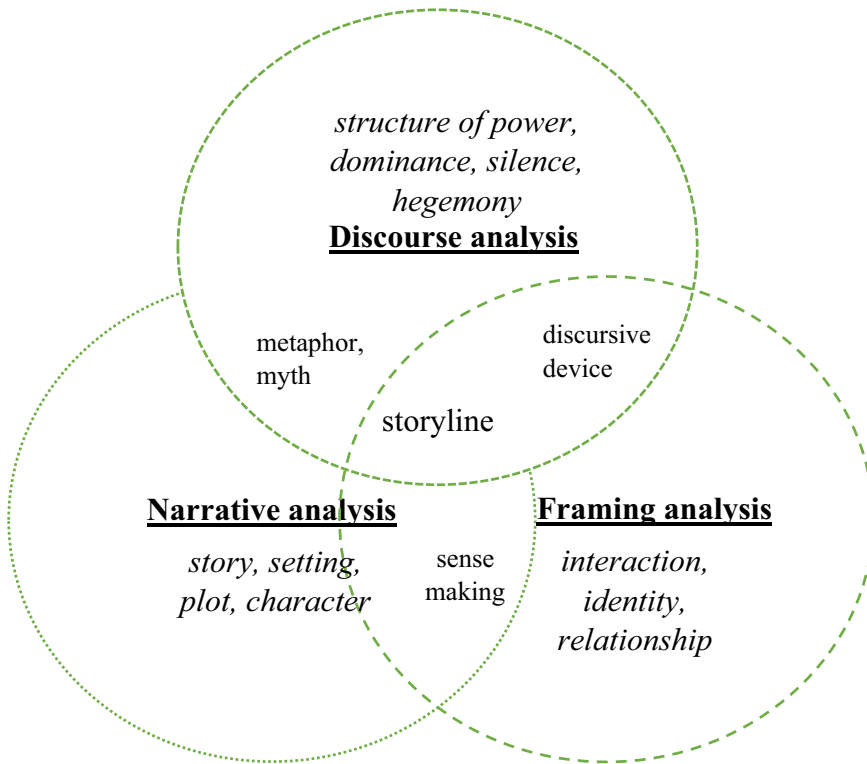 structure of power,
dominance, silence,
hegemony
Discourse analysis
metaphor,
myth
discursive
device
storyline
Narrative analysis
story, setting,
plot, character
sense
making
Framing analysis
interaction,
identity,
relationship